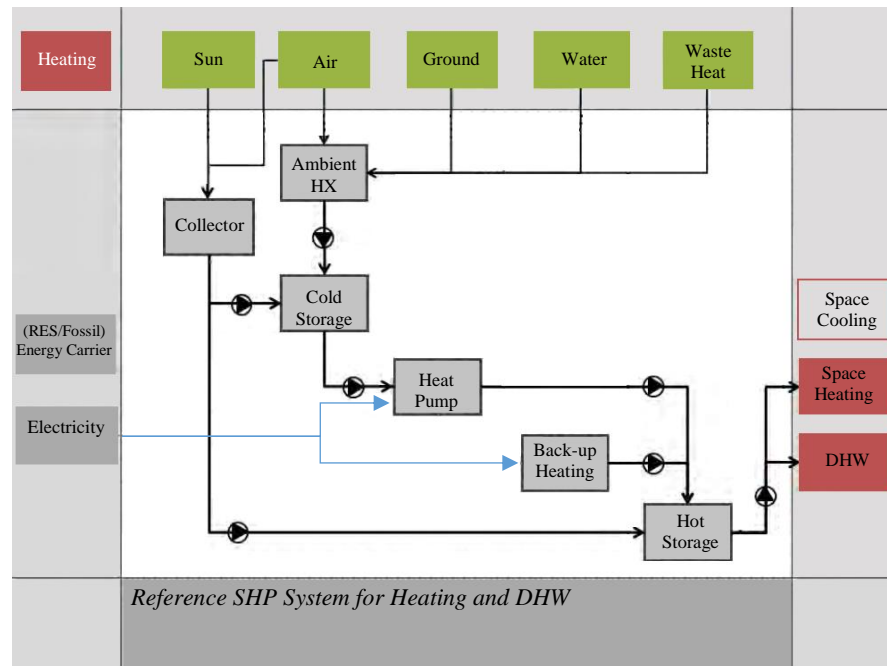 Heating
Sun
Air
Ground
Water
Waste
Heat
Ambient
HX
Collector
Cold
Storage
(RES/Fossil)
Energy Carrier
Space
Cooling
Heat
Pump
Space
Heating
Electricity
Back-up
Heating
DHW
Hot
Storage
Reference SHP System for Heating and DHW